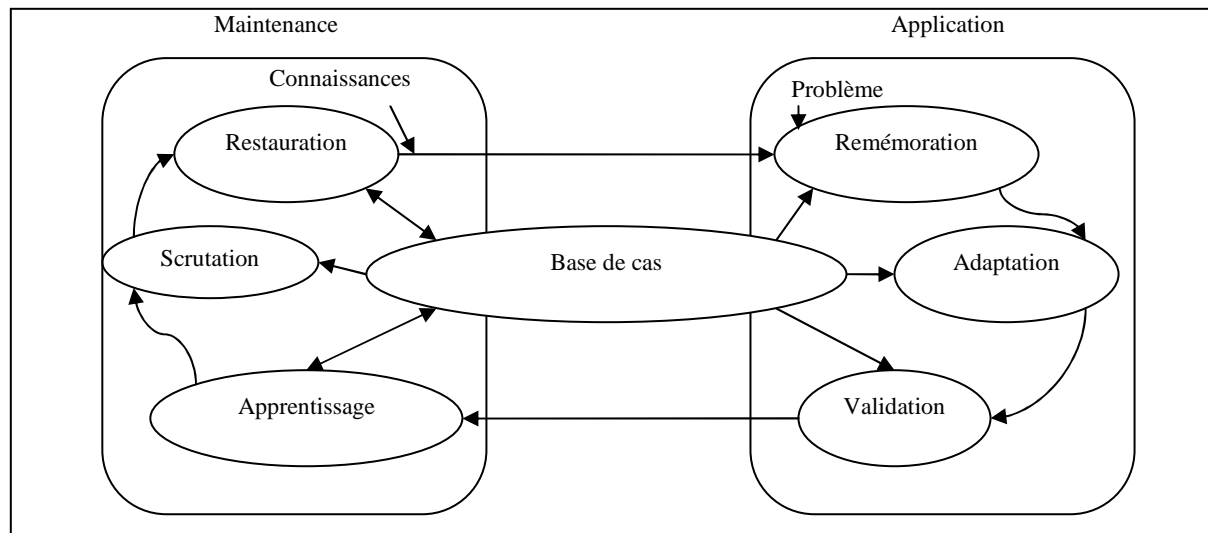 Maintenance
Application
Connaissances
Problème
Restauration
Remémoration
Scrutation
Base de cas
Adaptation
Apprentissage
Validation